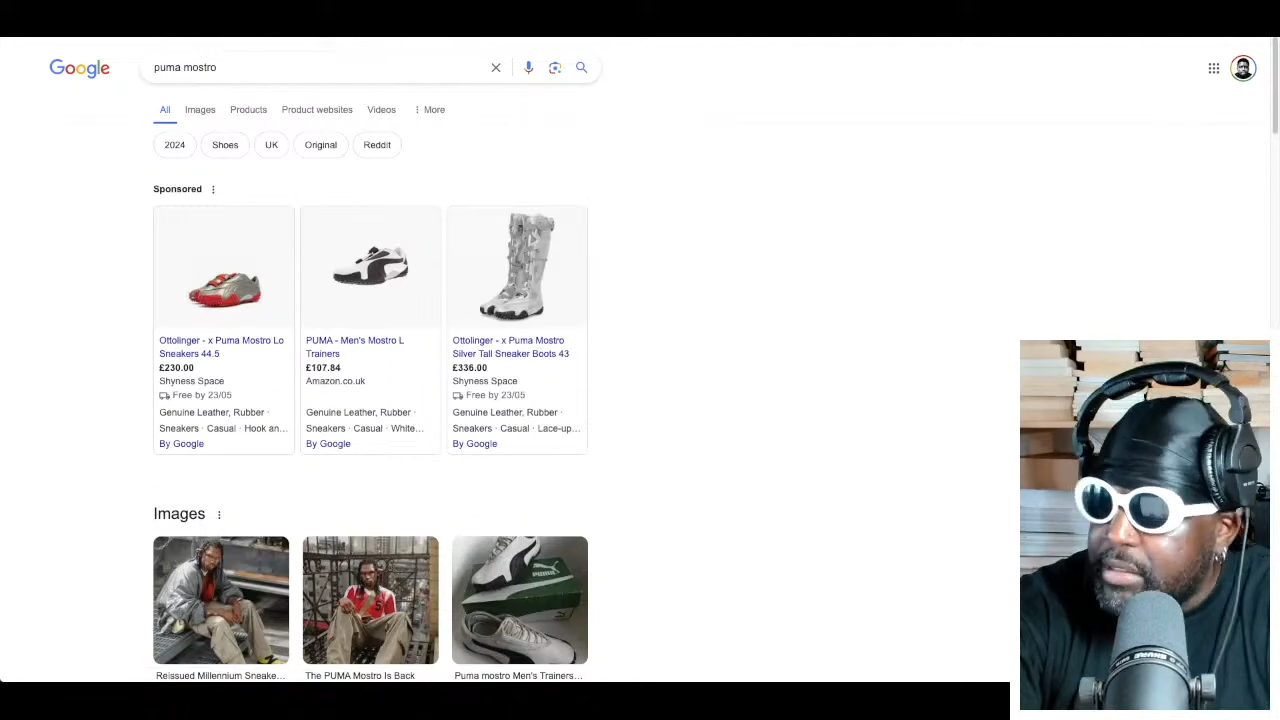 Google
puma mostro
All Images Products Product websites Videos More
2024 Shoes UK Original Reddit
Sponsored
Ottolinger - x Puma Mostro Lo
Sneakers 44.5
£230.00
Shyness Space
Free by 23/05
Genuine Leather, Rubber ·
Sneakers · Casual · Hook an...
By Google
PUMA - Men's Mostro L
Trainers
£107.84
Amazon.co.uk
Genuine Leather, Rubber ·
Sneakers · Casual · White...
By Google
Ottolinger - x Puma Mostro
Silver Tall Sneaker Boots 43
£336.00
Shyness Space
Free by 23/05
Genuine Leather, Rubber ·
Sneakers · Casual · Lace-up...
By Google
Images
PUMA
Reissued Millennium Sneake...
The PUMA Mostro Is Back
Puma mostro Men's Trainers...